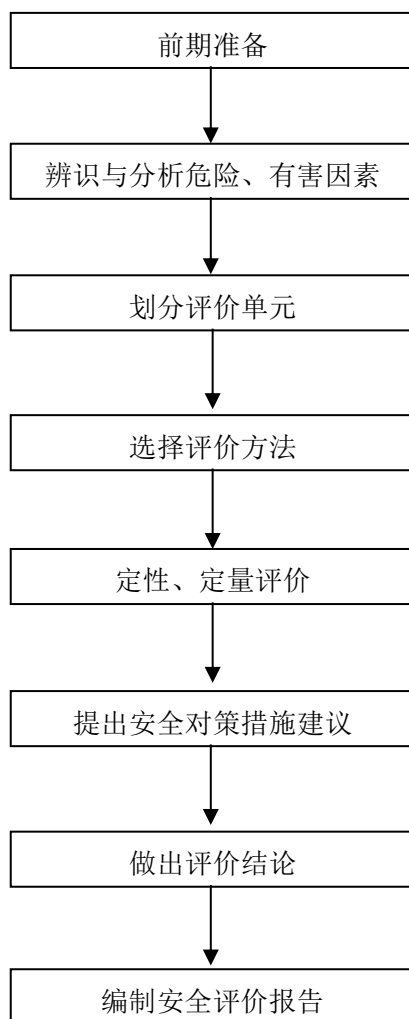 前期准备
辨识与分析危险、有害因素
划分评价单元
选择评价方法
定性、定量评价
提出安全对策措施建议
做出评价结论
编制安全评价报告